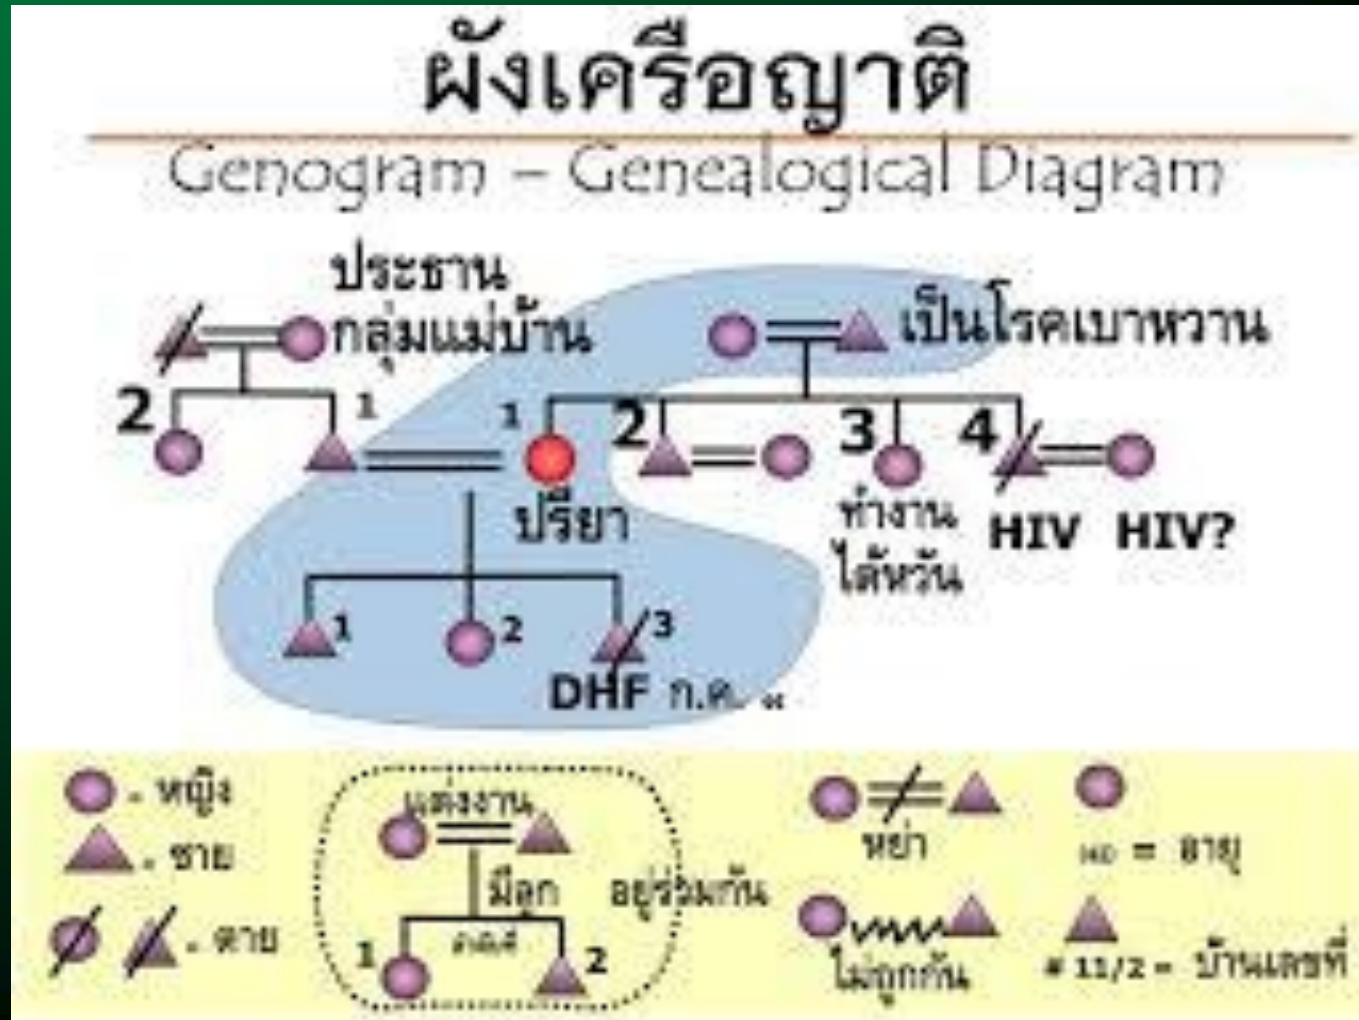 ผังเครือญาติ
Genogram – Genealogical Diagram
ประธาน
กลุ่มแม่บ้าน
เป็นโรคเบาหวาน
2
1
1
2
3
4
ปรียา
ทำงาน
ไต้หวัน
HIV HIV?
1
2
3
DHF ก.ค.
= หญิง
= ชาย
= ตาย
แต่งงาน
มีลูก
อยู่ร่วมกัน
1
2
หย่า
ไม่ถูกกัน
= อายุ
# 11/2 = บ้านเลขที่